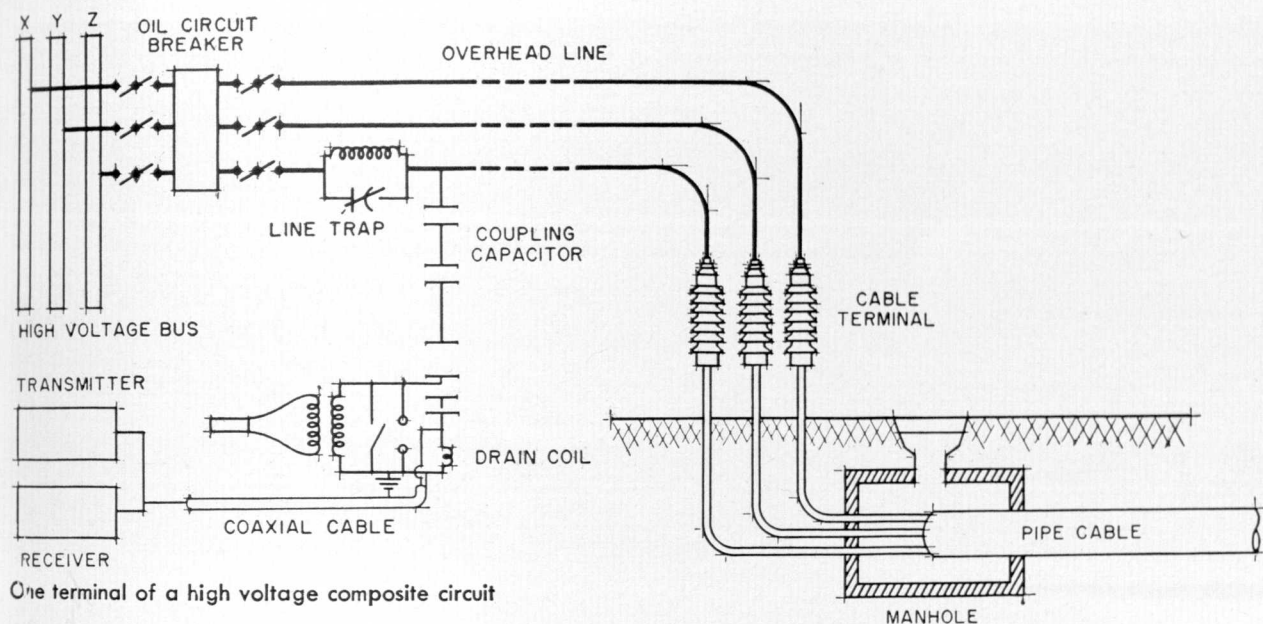 X Y Z
OIL CIRCUIT
BREAKER
OVERHEAD LINE
LINE TRAP
COUPLING
CAPACITOR
CABLE
TERMINAL
HIGH VOLTAGE BUS
TRANSMITTER
DRAIN COIL
COAXIAL CABLE
PIPE CABLE
RECEIVER
One terminal of a high voltage composite circuit
MANHOLE